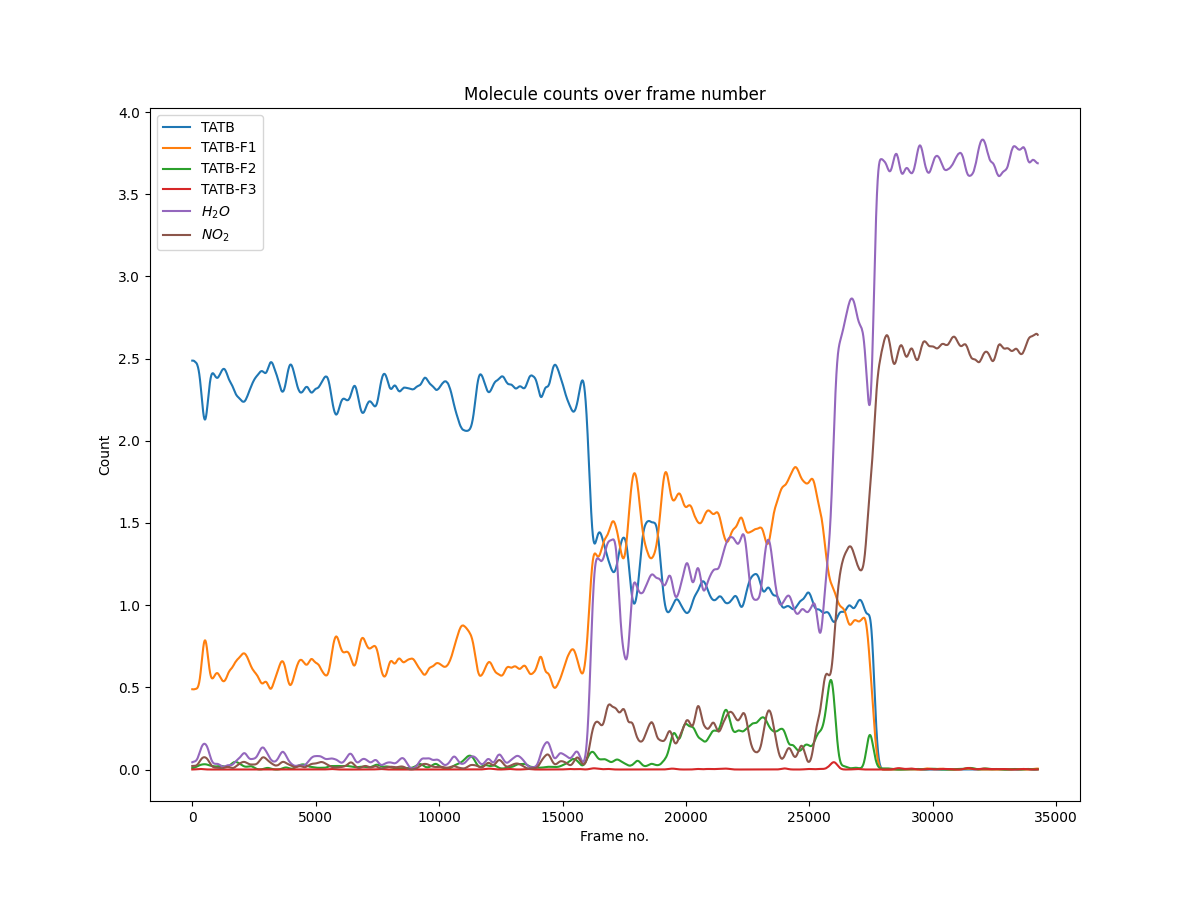 Molecule counts over frame number
4.0
3.5
3.0
2.5
2.0
1.5
1.0
0.5
0.0
Count
TATB
TATB-F1
TATB-F2
TATB-F3
H₂O
NO₂
0 5000 10000 15000 20000 25000 30000 35000
Frame no.